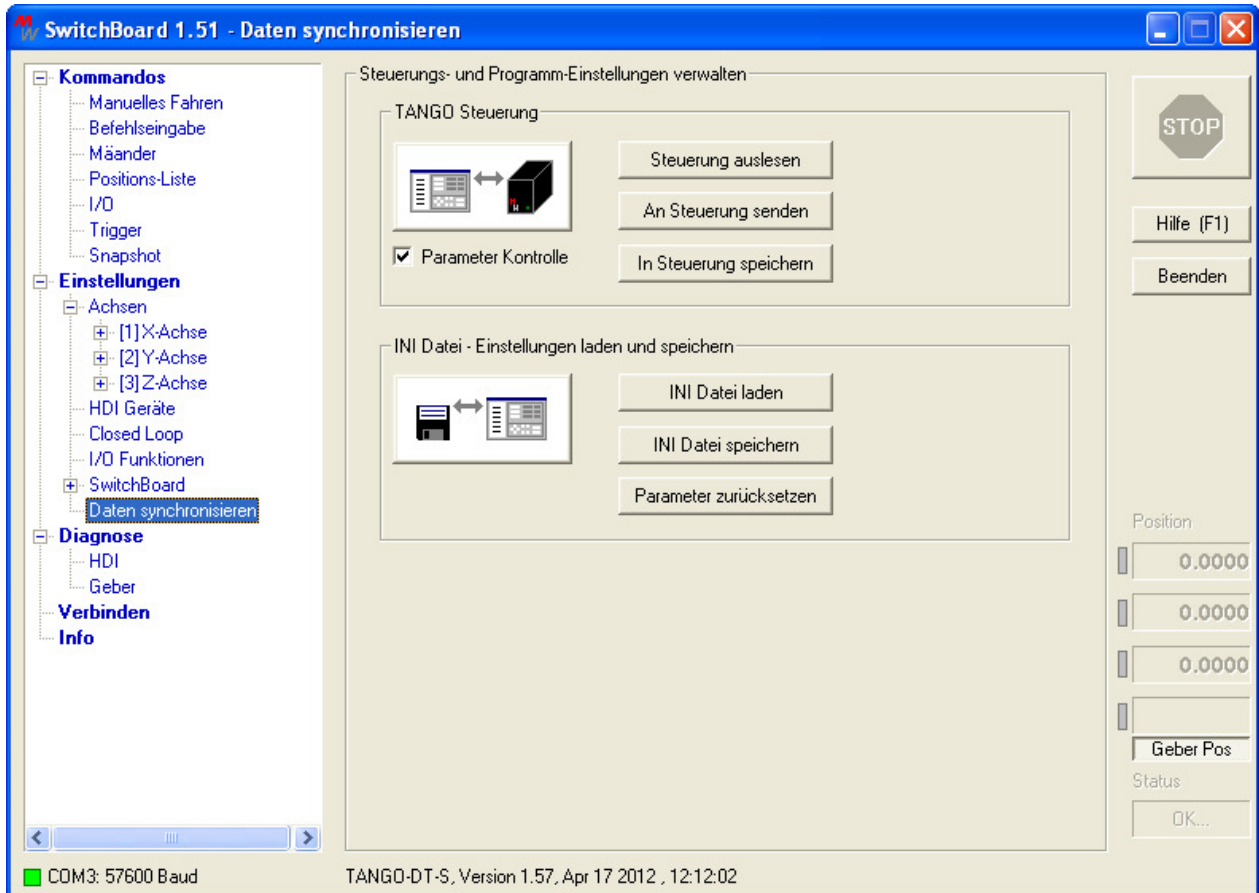 SwitchBoard 1.51 - Daten synchronisieren
Kommandos
Manuelles Fahren
Befehlseingabe
Mäander
Positions-Liste
I/O
Trigger
Snapshot
Einstellungen
Achsen
[1] X-Achse
[2] Y-Achse
[3] Z-Achse
HDI Geräte
Closed Loop
I/O Funktionen
SwitchBoard
Daten synchronisieren
Diagnose
HDI
Geber
Verbinden
Info
Steuerungs- und Programm-Einstellungen verwalten
TANGO Steuerung
Steuerung auslesen
An Steuerung senden
Parameter Kontrolle
In Steuerung speichern
INI Datei - Einstellungen laden und speichern
INI Datei laden
INI Datei speichern
Parameter zurücksetzen
STOP
Hilfe (F1)
Beenden
Position
0.0000
0.0000
0.0000
Geber Pos
Status
OK...
COM3: 57600 Baud
TANGO-DT-S, Version 1.57, Apr 17 2012 , 12:12:02